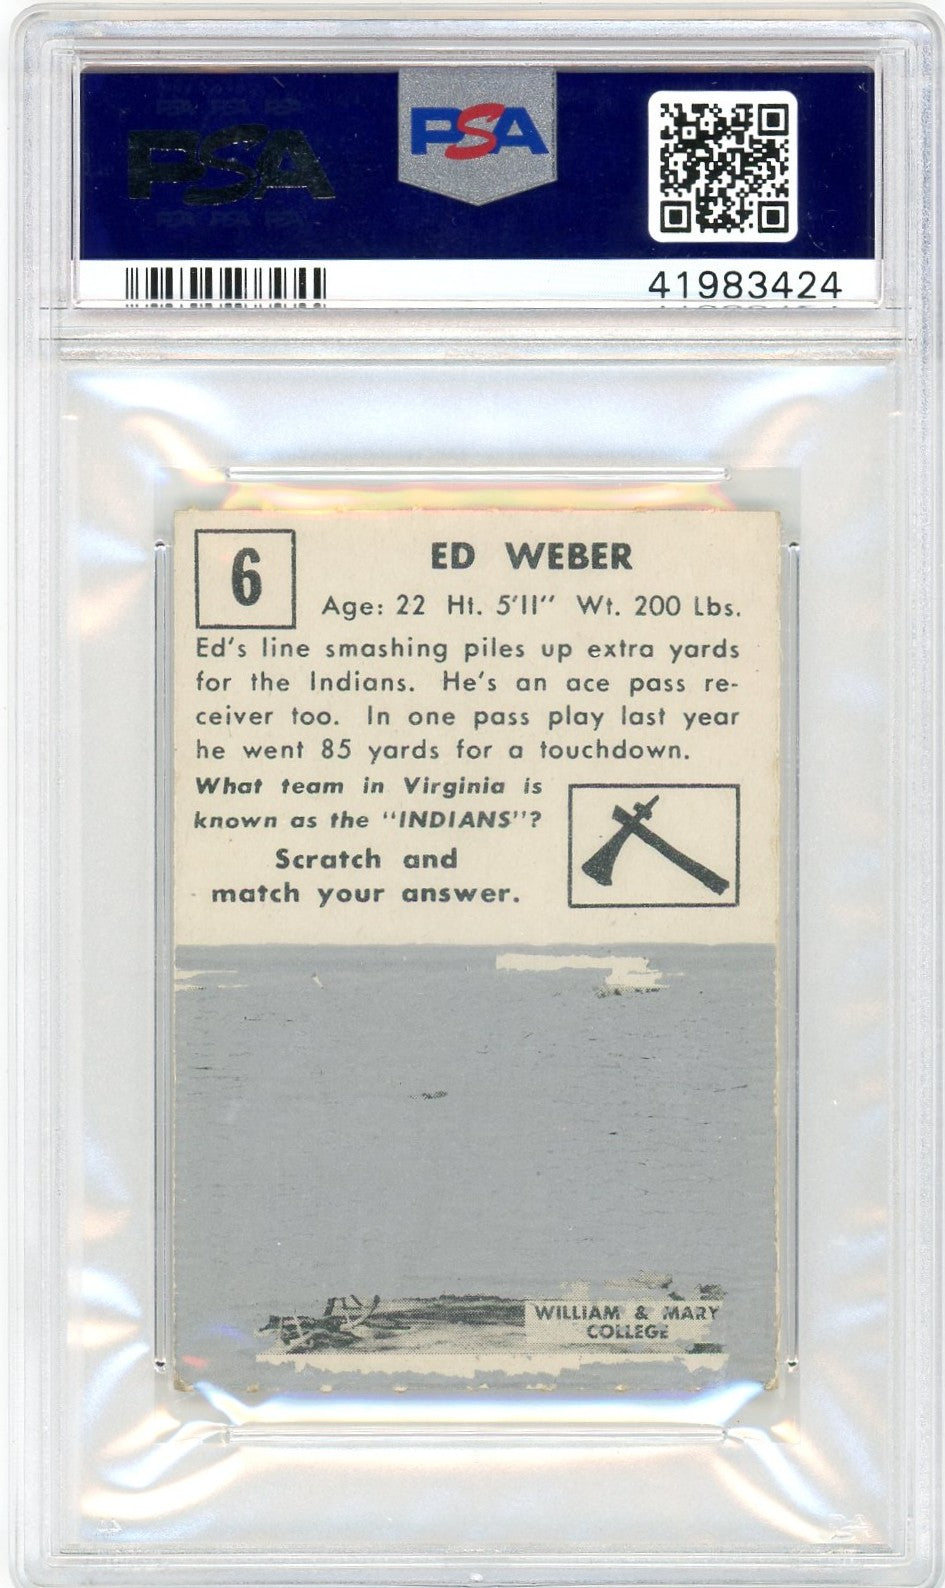 PSA
PSA
41983424
6
ED WEBER
Age: 22 Ht. 5'11" Wt. 200 Lbs.
Ed's line smashing piles up extra yards
for the Indians. He's an ace pass re-
ceiver too. In one pass play last year
he went 85 yards for a touchdown.
What team in Virginia is
known as the "INDIANS"?
Scratch and
match your answer.
WILLIAM & MARY
COLLEGE